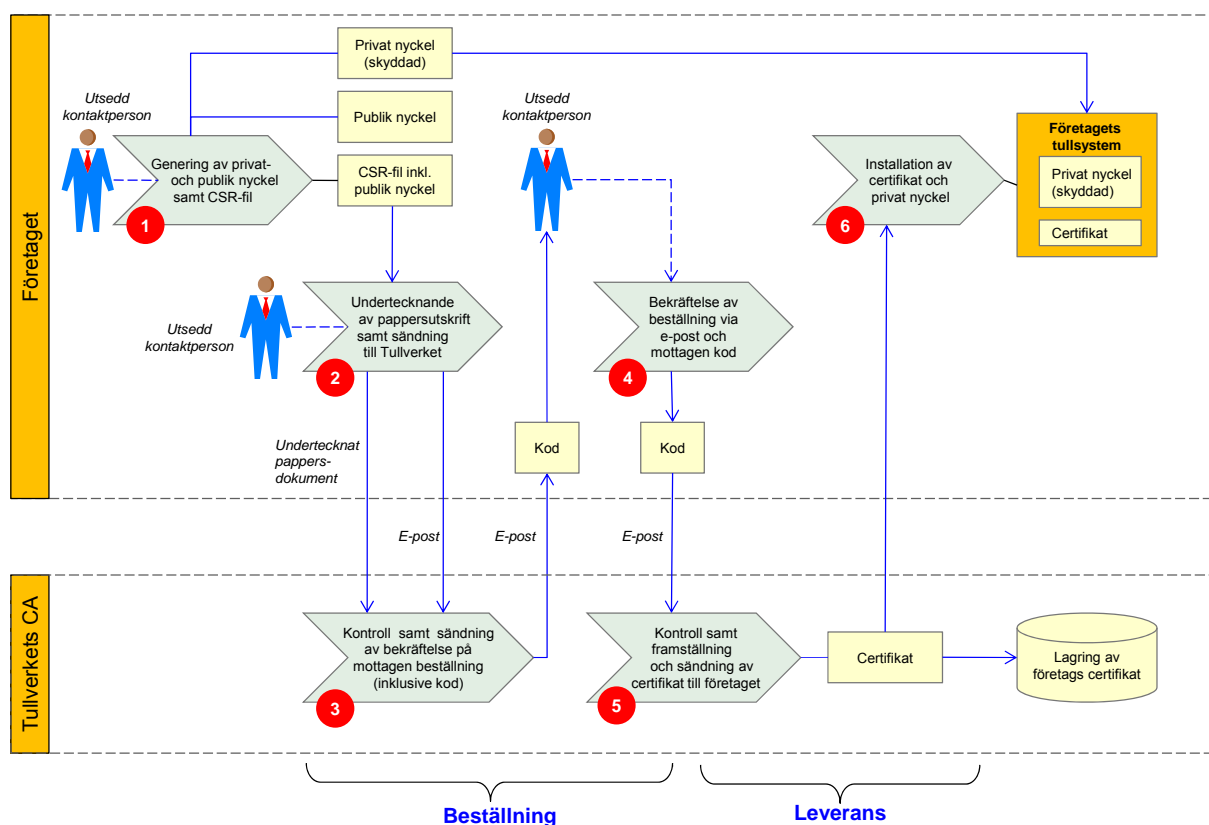 Företaget
Privat nyckel
(skyddad)
Utsedd
kontaktperson
Publik nyckel
Genering av privat-
och publik nyckel
samt CSR-fil
1
CSR-fil inkl.
publik nyckel
Utsedd
kontaktperson
Installation av
certifikat och
privat nyckel
6
Företagets
tullsystem
Privat nyckel
(skyddad)
Certifikat
Utsedd
kontaktperson
Undertecknande
av pappersutskrift
samt sändning
till Tullverket
2
Bekräftelse av
beställning via
e-post och
mottagen kod
4
Undertecknat
pappers-
dokument
Kod
Kod
E-post
E-post
E-post
Tullverkets CA
Kontroll samt sändning
av bekräftelse på
mottagen beställning
(inklusive kod)
3
Kontroll samt
framställning
och sändning av
certifikat till företaget
5
Certifikat
Lagring av
företags certifikat
Beställning
Leverans